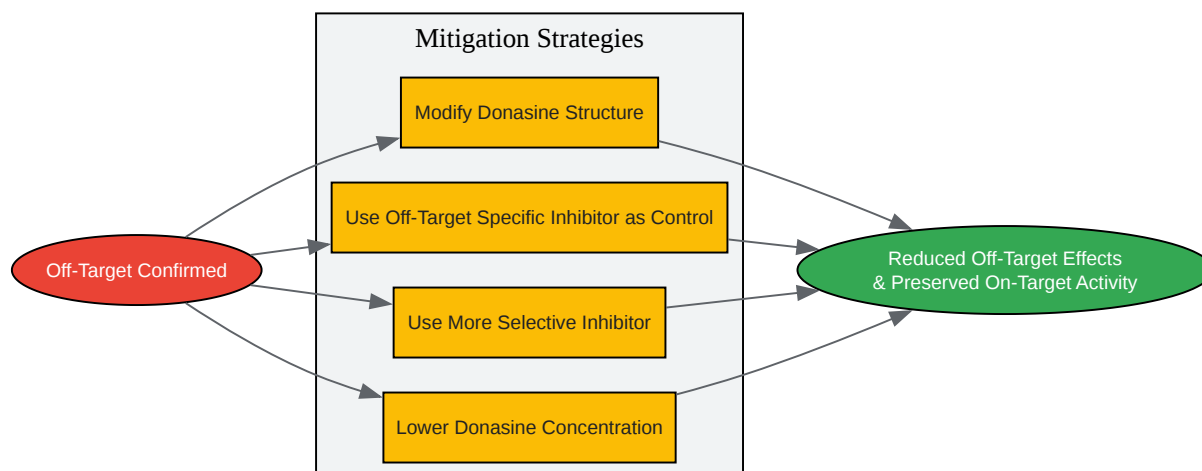 Mitigation Strategies
Modify Donasine Structure
Use Off-Target Specific Inhibitor as Control
Off-Target Confirmed
Reduced Off-Target Effects
& Preserved On-Target Activity
Use More Selective Inhibitor
Lower Donasine Concentration